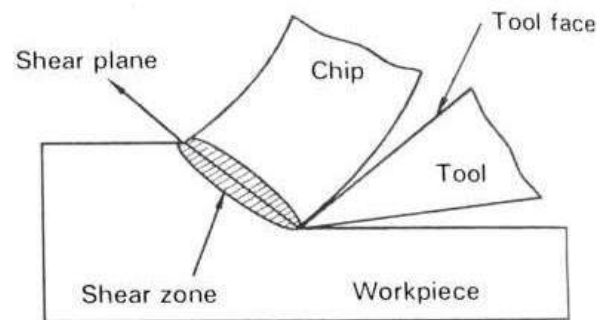 Tool face
Shear plane
Chip
Tool
Shear zone
Workpiece